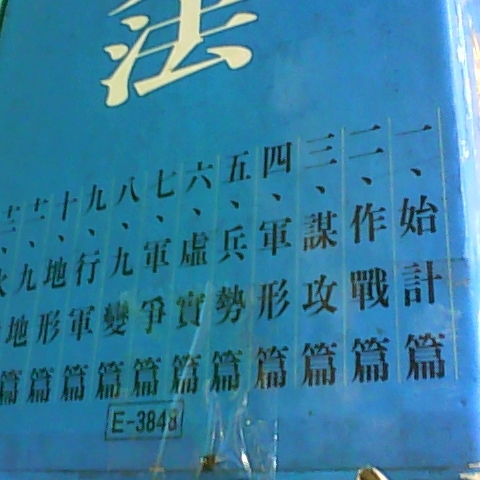 法
一、始計篇
二、作戰篇
三、謀攻篇
四、軍形篇
五、兵勢篇
六、虛實篇
七、軍爭篇
八、九變篇
九、行軍篇
十、地形篇
十一、九地篇
E-3848